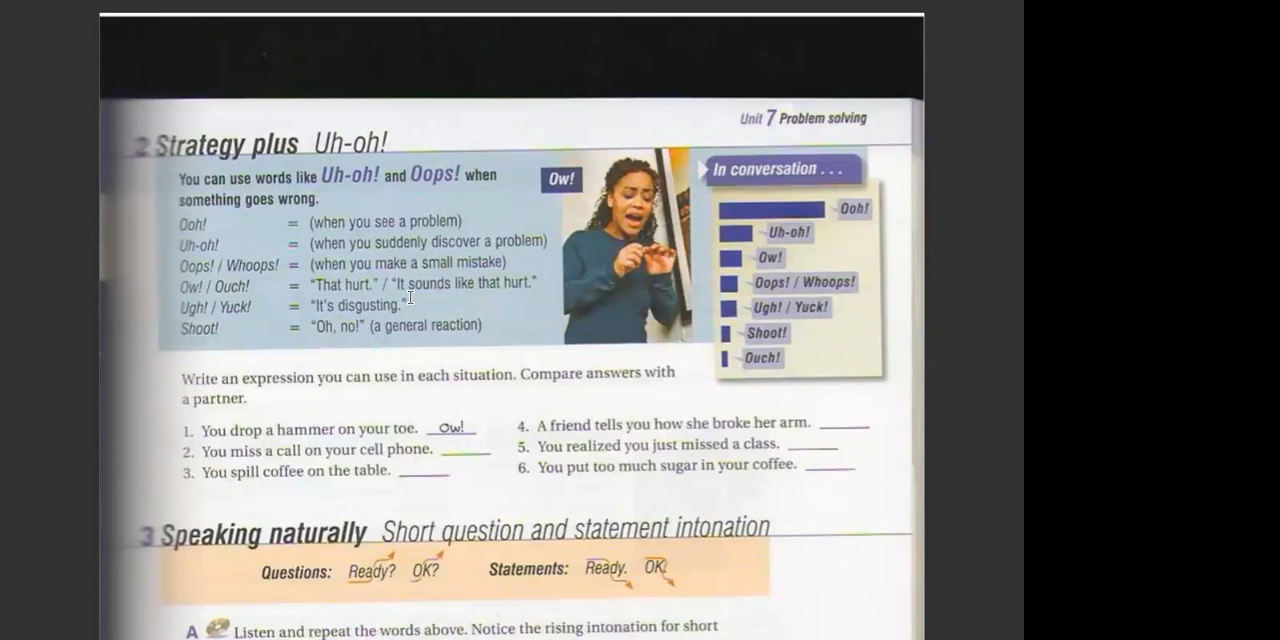 Unit 7 Problem solving
2 Strategy plus Uh-oh!
You can use words like Uh-oh! and Oops! when
something goes wrong.
Ooh! = (when you see a problem)
Uh-oh! = (when you suddenly discover a problem)
Oops! / Whoops! = (when you make a small mistake)
Ow! / Ouch! = "That hurt." / "It sounds like that hurt."
Ugh! / Yuck! = "It's disgusting."
Shoot! = "Oh, no!" (a general reaction)
Ow!
In conversation . . .
Ooh!
Uh-oh!
Ow!
Oops! / Whoops!
Ugh! / Yuck!
Shoot!
Ouch!
Write an expression you can use in each situation. Compare answers with
a partner.
1. You drop a hammer on your toe. Ow!
2. You miss a call on your cell phone.
3. You spill coffee on the table.
4. A friend tells you how she broke her arm.
5. You realized you just missed a class.
6. You put too much sugar in your coffee.
3 Speaking naturally Short question and statement intonation
Questions: Ready? OK? Statements: Ready. OK.
A Listen and repeat the words above. Notice the rising intonation for short